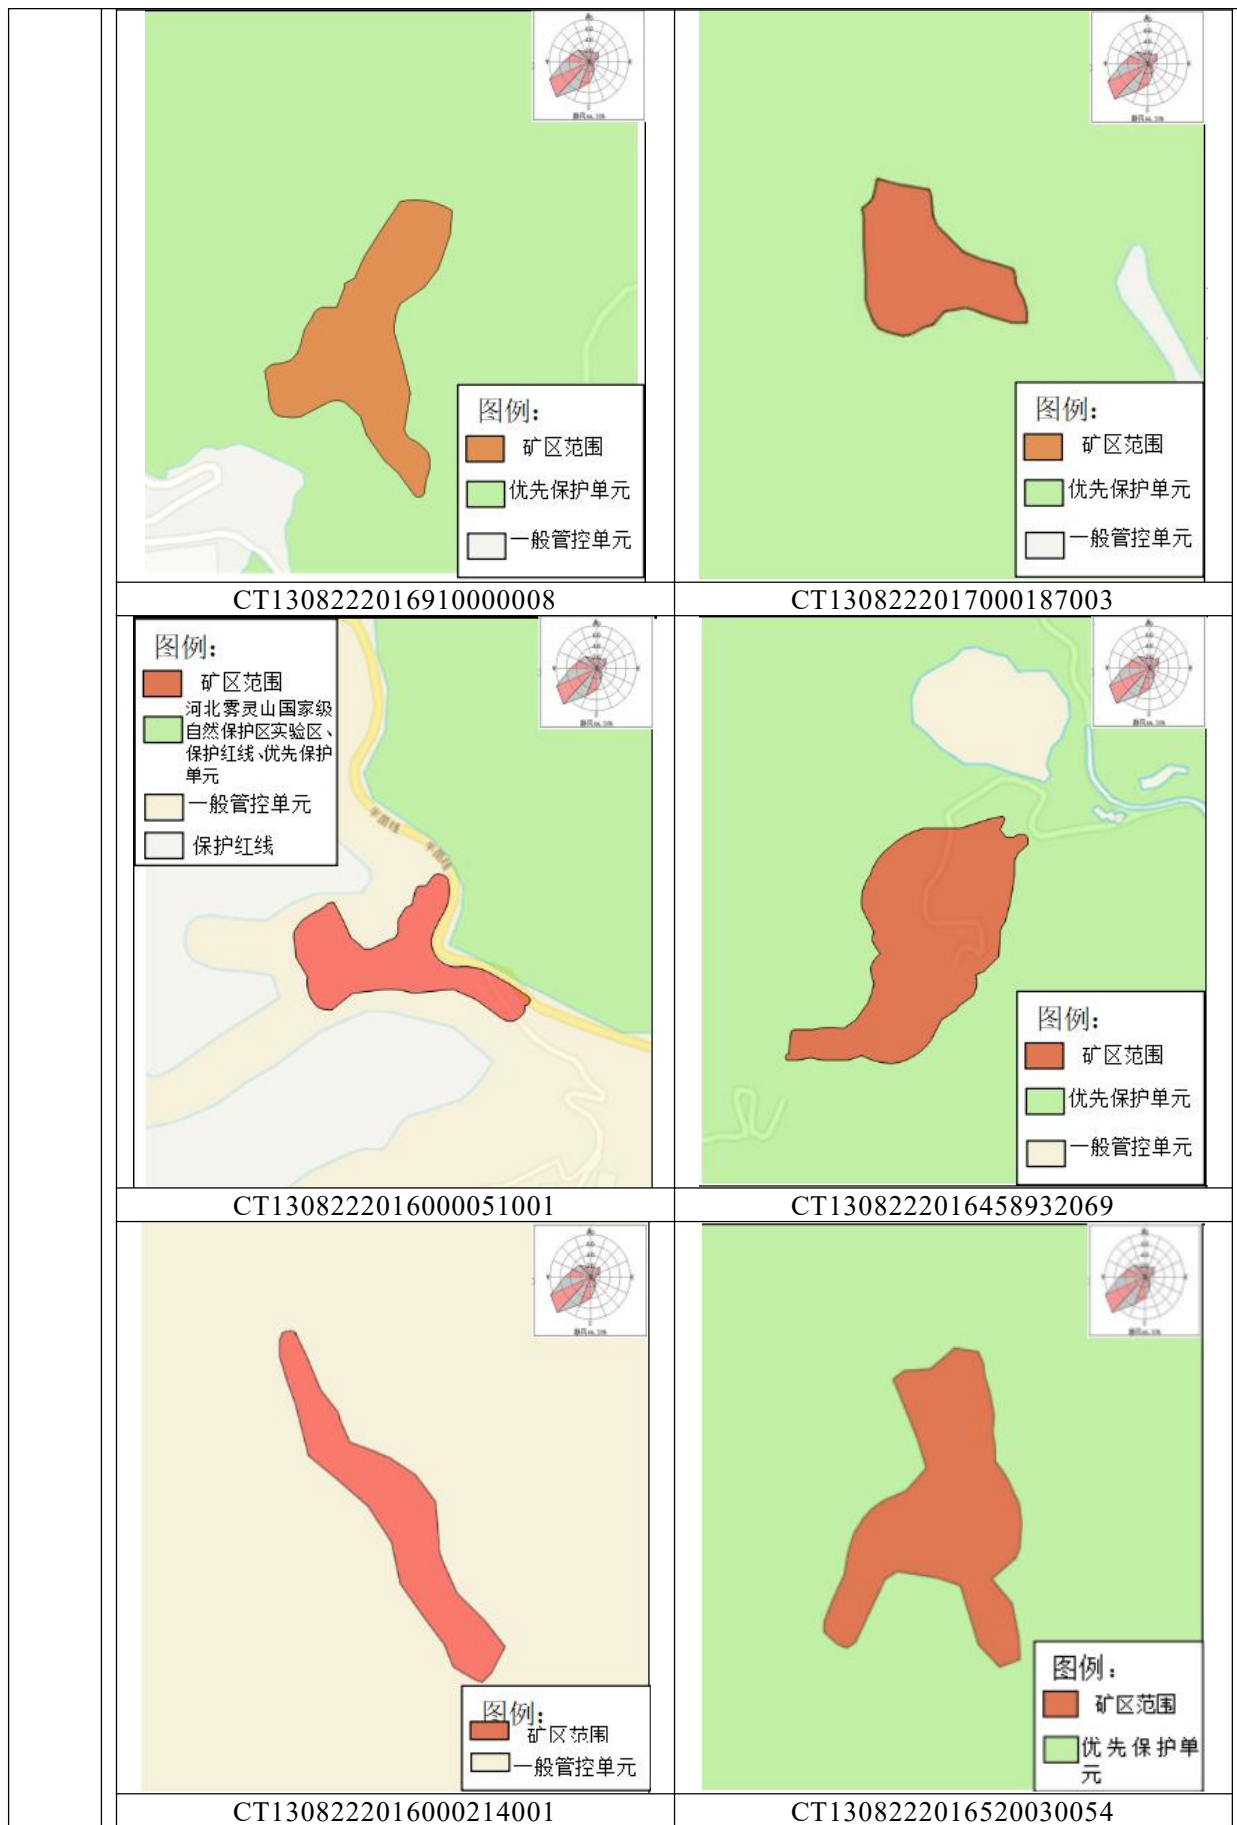 图例：
矿区范围
优先保护单元
一般管控单元
图例：
矿区范围
优先保护单元
一般管控单元
CT1308222016910000008
CT1308222017000187003
图例：
矿区范围
河北雾灵山国家级
自然保护区实验区、
保护红线、优先保护
单元
一般管控单元
保护红线
图例：
矿区范围
优先保护单元
一般管控单元
CT1308222016000051001
CT1308222016458932069
图例：
矿区范围
一般管控单元
图例：
矿区范围
优先保护单
元
CT1308222016000214001
CT1308222016520030054